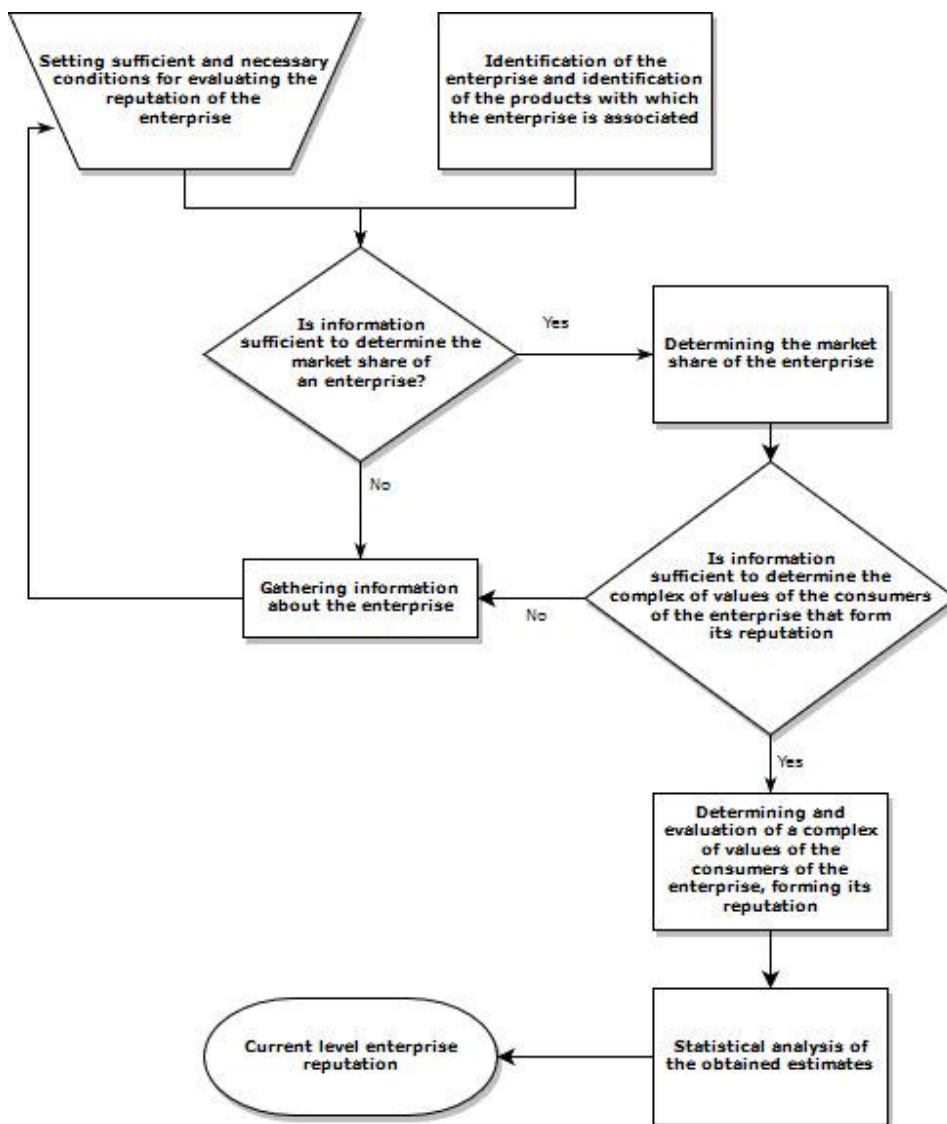 Setting sufficient and necessary
conditions for evaluating the
reputation of the
enterprise
Identification of the
enterprise and identification
of the products with which
the enterprise is associated
Is information
sufficient to determine the
market share of
an enterprise?
Yes
Determining the market
share of the enterprise
No
Gathering information
about the enterprise
No
Is information
sufficient to determine the
complex of values of the consumers
of the enterprise that form
its reputation
Yes
Determining and
evaluation of a complex
of values of the
consumers of the
enterprise, forming its
reputation
Current level enterprise
reputation
Statistical analysis of
the obtained estimates